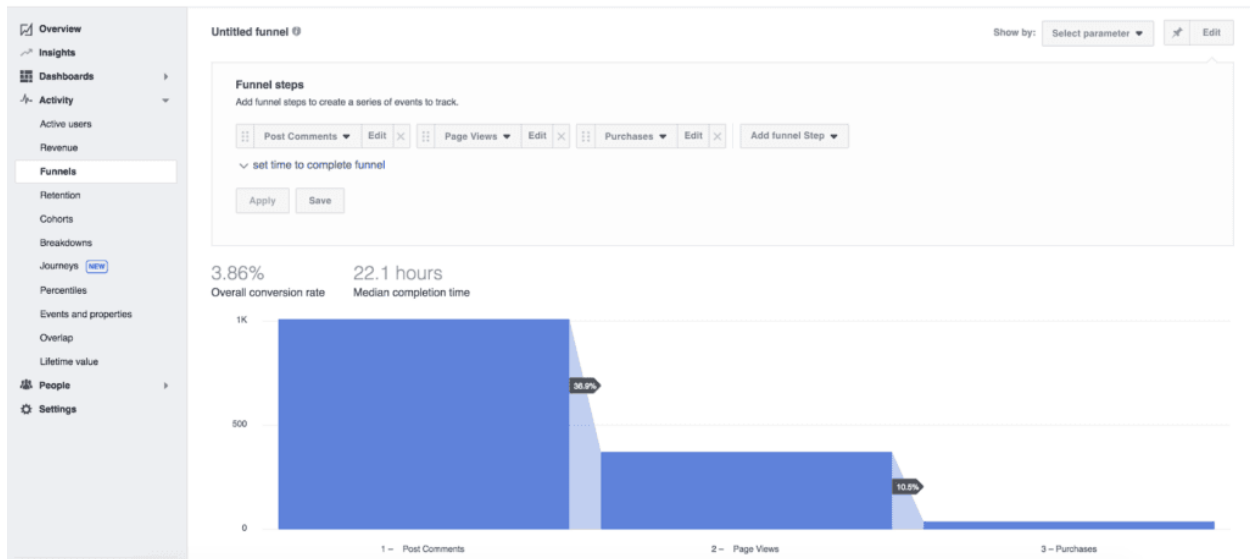 Overview
Insights
Dashboards
Activity
Active users
Revenue
Funnels
Retention
Cohorts
Breakdowns
Journeys NEW
Percentiles
Events and properties
Overlap
Lifetime value
People
Settings
Untitled funnel
Show by: Select parameter Edit
Funnel steps
Add funnel steps to create a series of events to track.
Post Comments Edit Page Views Edit Purchases Edit Add funnel Step
set time to complete funnel
Apply Save
3.86% 22.1 hours
Overall conversion rate Median completion time
1K
36.9%
500
10.5%
0
1 – Post Comments 2 – Page Views 3 – Purchases